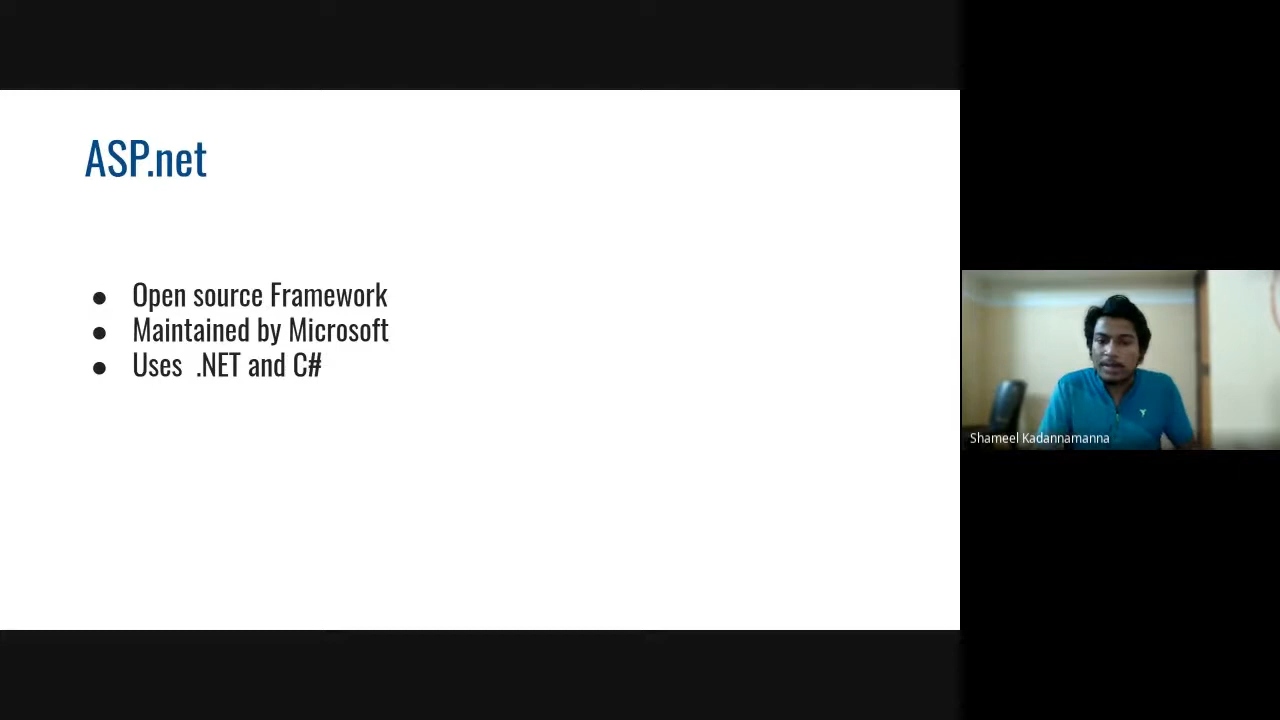 ASP.net
● Open source Framework
● Maintained by Microsoft
● Uses .NET and C#
Shameel Kadannamanna